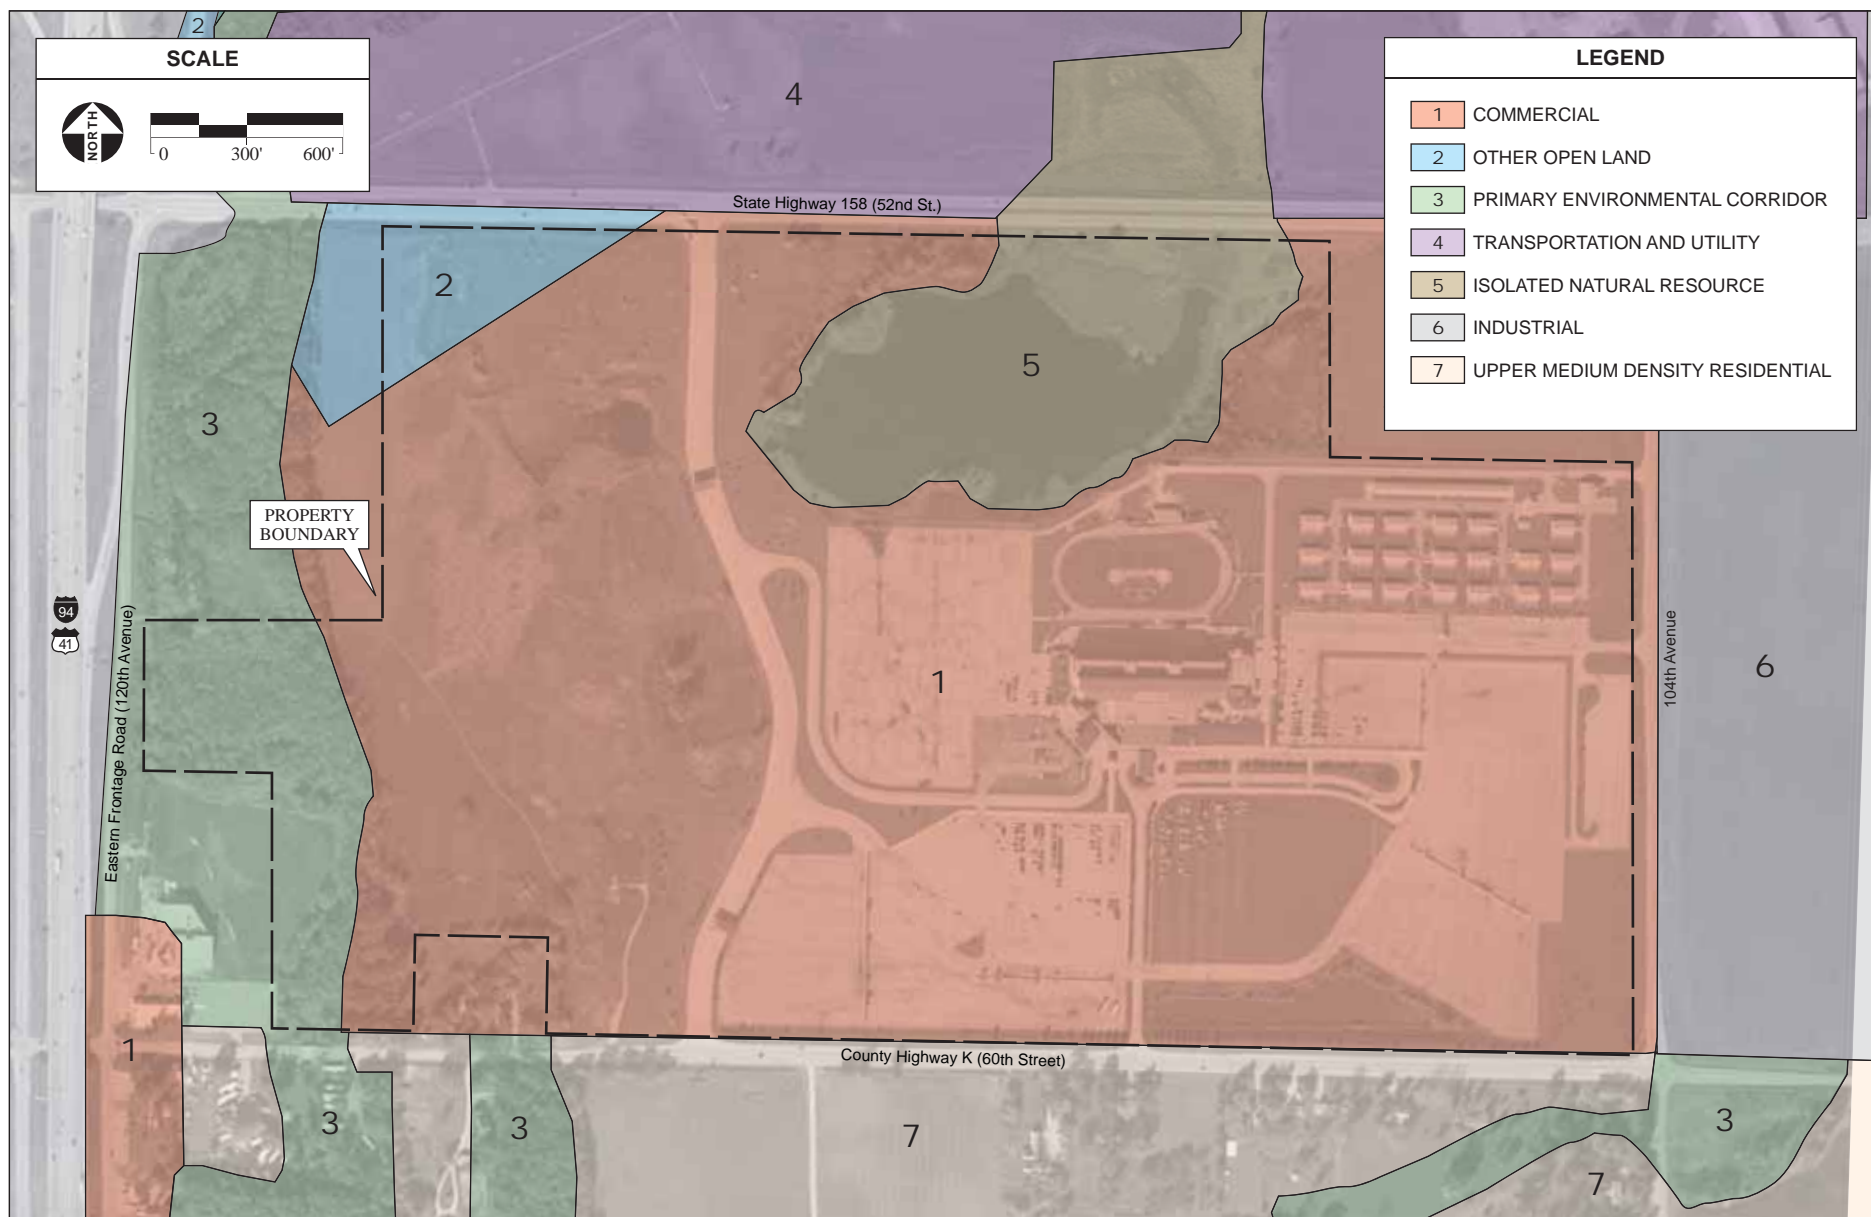 2
SCALE
NORTH
0 300' 600'
4
LEGEND
1 COMMERCIAL
2 OTHER OPEN LAND
3 PRIMARY ENVIRONMENTAL CORRIDOR
4 TRANSPORTATION AND UTILITY
5 ISOLATED NATURAL RESOURCE
6 INDUSTRIAL
7 UPPER MEDIUM DENSITY RESIDENTIAL
State Highway 158 (52nd St.)
2
5
3
PROPERTY
BOUNDARY
94
41
Eastern Frontage Road (120th Avenue)
1
104th Avenue
6
1
County Highway K (60th Street)
3
3
7
3
7